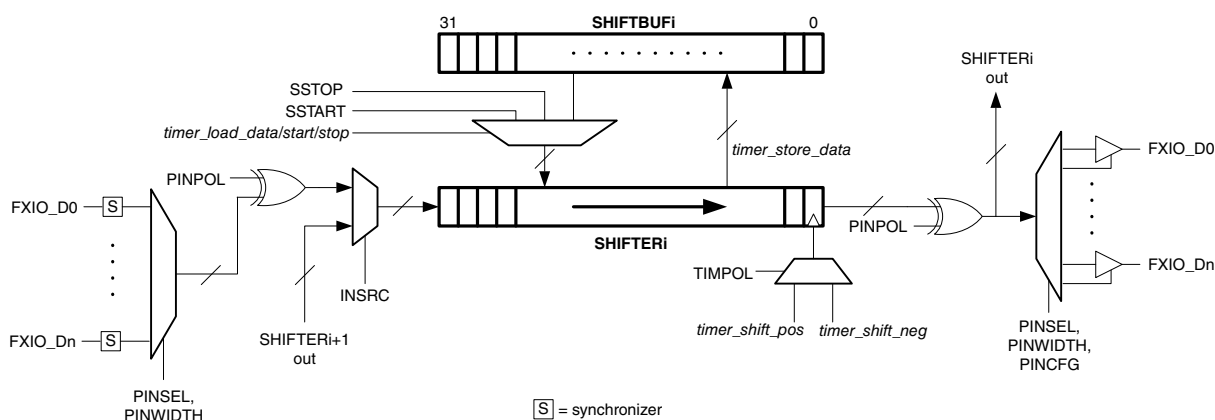 31 SHIFTBUFi 0
SSTOP
SSTART
timer_load_data/start/stop
timer_store_data
SHIFTERi
out
FXIO_D0
FXIO_D0
S
PINPOL
SHIFTERi
PINPOL
TIMPOL
FXIO_Dn
INSRC
timer_shift_pos timer_shift_neg
FXIO_Dn
S
SHIFTERi+1
out
PINSEL,
PINWIDTH,
PINCFG
PINSEL,
PINWIDTH
S = synchronizer